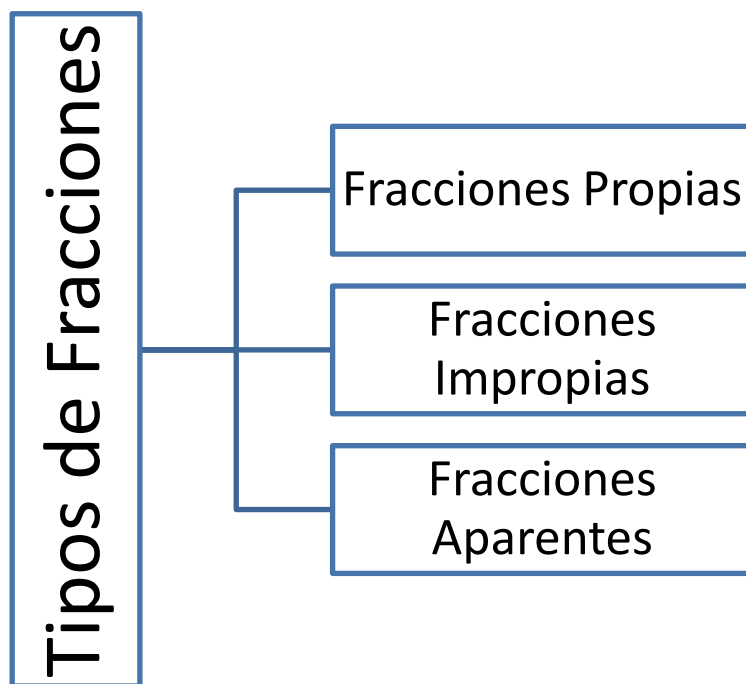 Tipos de Fracciones
Fracciones Propias
Fracciones
Impropias
Fracciones
Aparentes